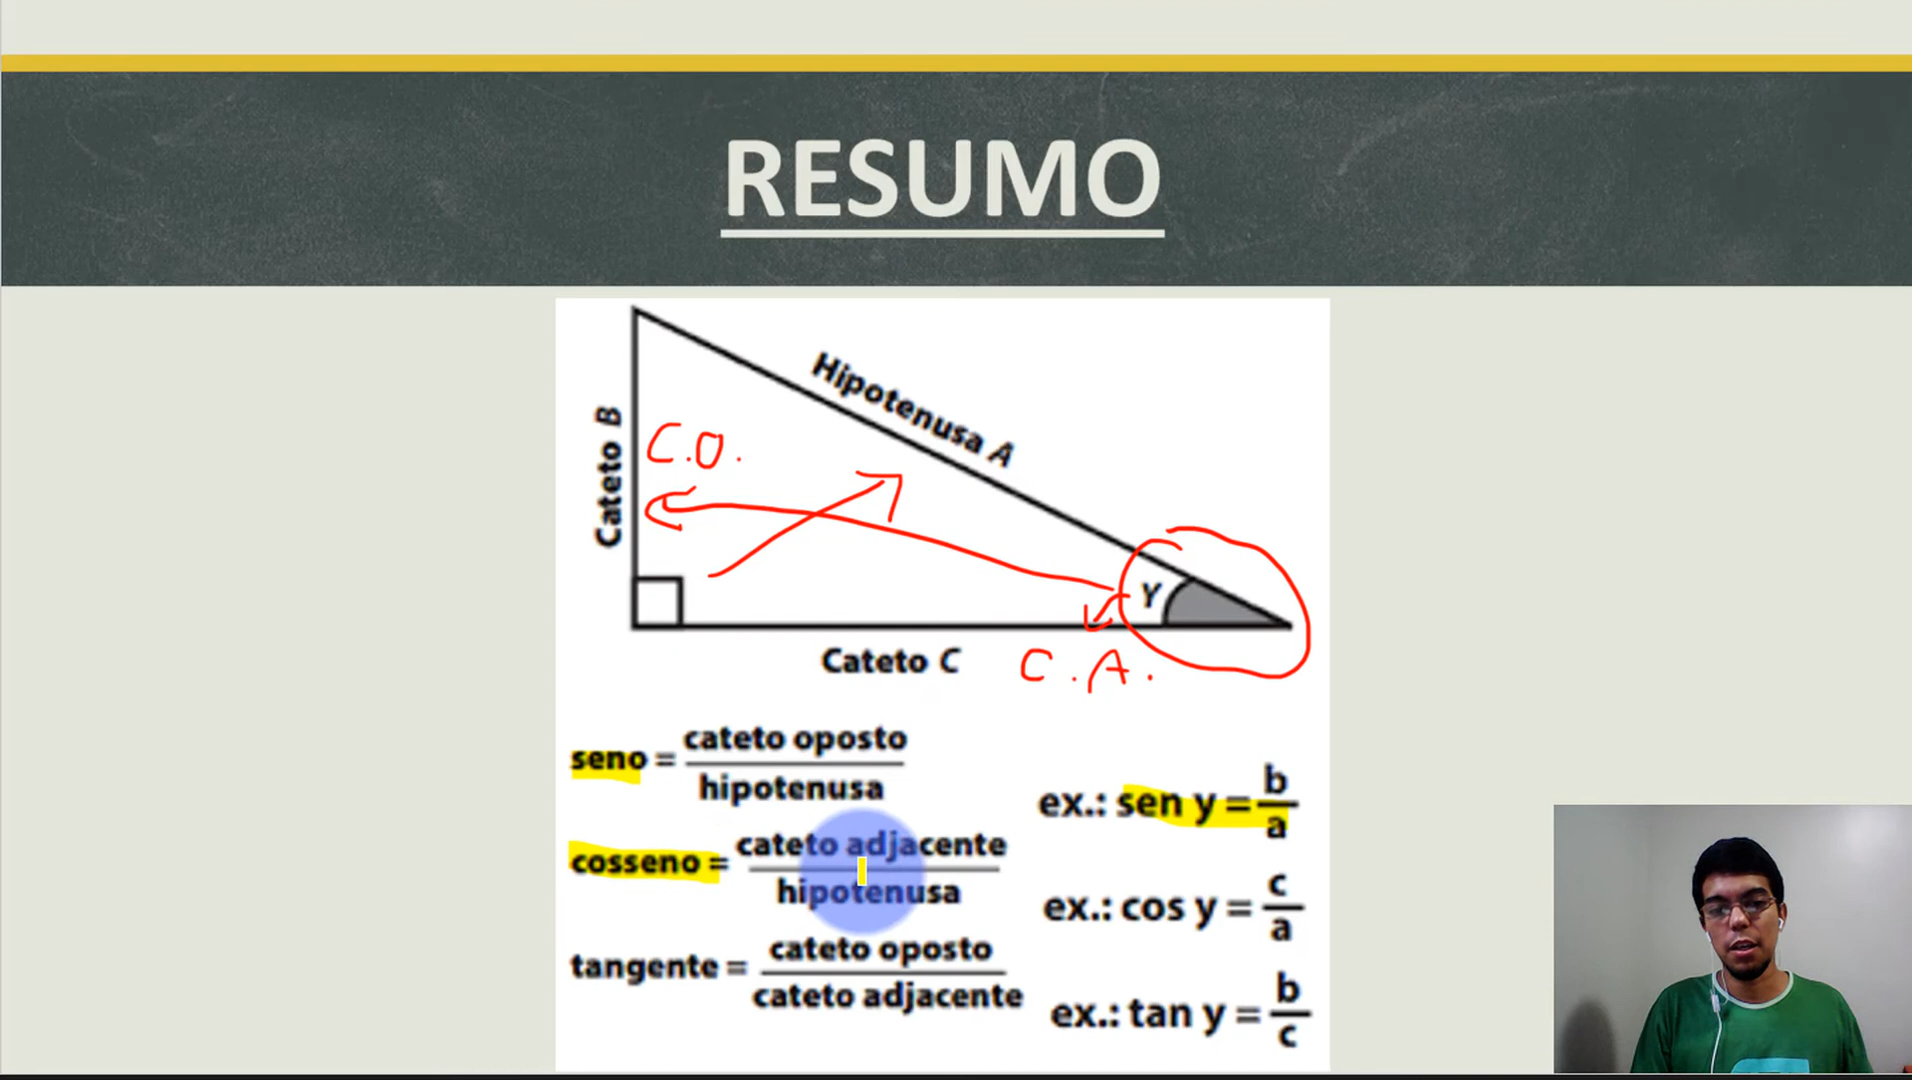 RESUMO
Hipotenusa A
Cateto B
C.O.
Y
Cateto C
C.A.
seno = cateto oposto
hipotenusa
ex.: sen y = b
a
cosseno = cateto adjacente
hipotenusa
ex.: cos y = c
a
tangente = cateto oposto
cateto adjacente
ex.: tan y = b
c